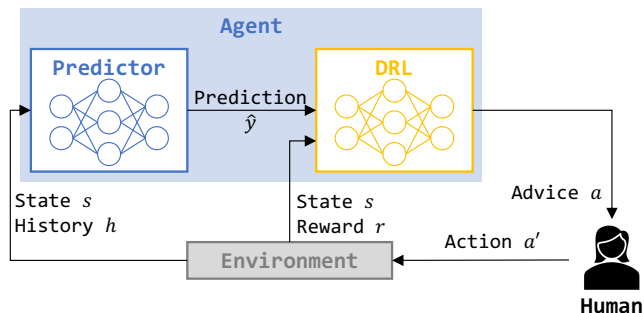 Agent
Predictor
DRL
Prediction
ŷ
State s
History h
State s
Reward r
Advice a
Action a′
Environment
Human